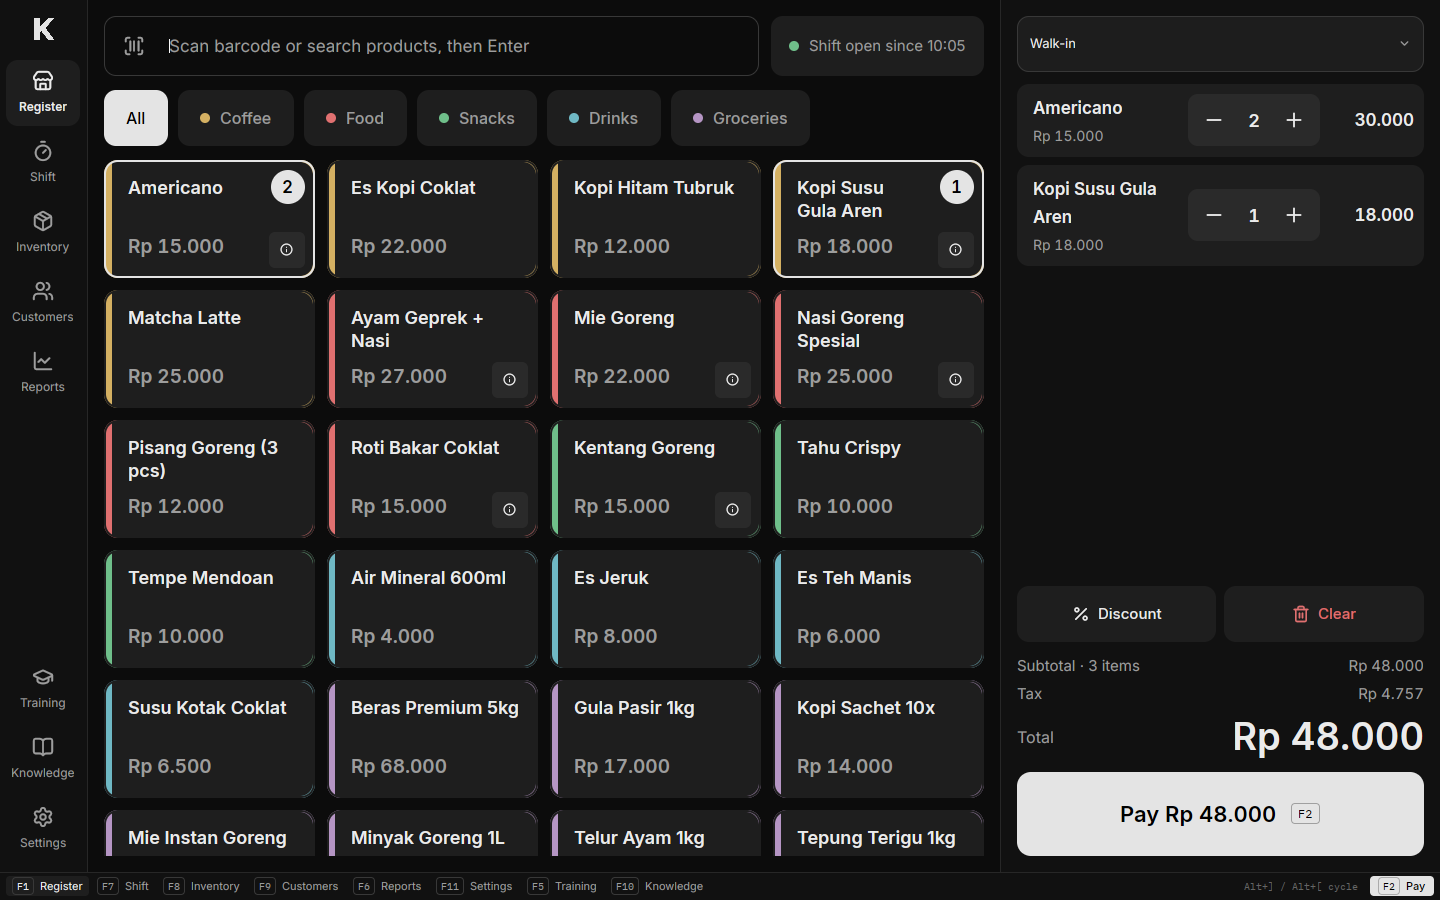 K
Register
Shift
Inventory
Customers
Reports
Training
Knowledge
Settings
Scan barcode or search products, then Enter
Shift open since 10:05
All
Coffee
Food
Snacks
Drinks
Groceries
Americano
2
Rp 15.000
Es Kopi Coklat
Rp 22.000
Kopi Hitam Tubruk
Rp 12.000
Kopi Susu
Gula Aren
1
Rp 18.000
Matcha Latte
Rp 25.000
Ayam Geprek +
Nasi
Rp 27.000
Mie Goreng
Rp 22.000
Nasi Goreng
Spesial
Rp 25.000
Pisang Goreng (3
pcs)
Rp 12.000
Roti Bakar Coklat
Rp 15.000
Kentang Goreng
Rp 15.000
Tahu Crispy
Rp 10.000
Tempe Mendoan
Rp 10.000
Air Mineral 600ml
Rp 4.000
Es Jeruk
Rp 8.000
Es Teh Manis
Rp 6.000
Susu Kotak Coklat
Rp 6.500
Beras Premium 5kg
Rp 68.000
Gula Pasir 1kg
Rp 17.000
Kopi Sachet 10x
Rp 14.000
Mie Instan Goreng
Minyak Goreng 1L
Telur Ayam 1kg
Tepung Terigu 1kg
Walk-in
Americano
Rp 15.000
2
30.000
Kopi Susu Gula
Aren
Rp 18.000
1
18.000
Discount
Clear
Subtotal · 3 items Rp 48.000
Tax Rp 4.757
Total Rp 48.000
Pay Rp 48.000 F2
F1 Register F7 Shift F8 Inventory F9 Customers F6 Reports F11 Settings F5 Training F10 Knowledge Alt+] / Alt+[ cycle F2 Pay